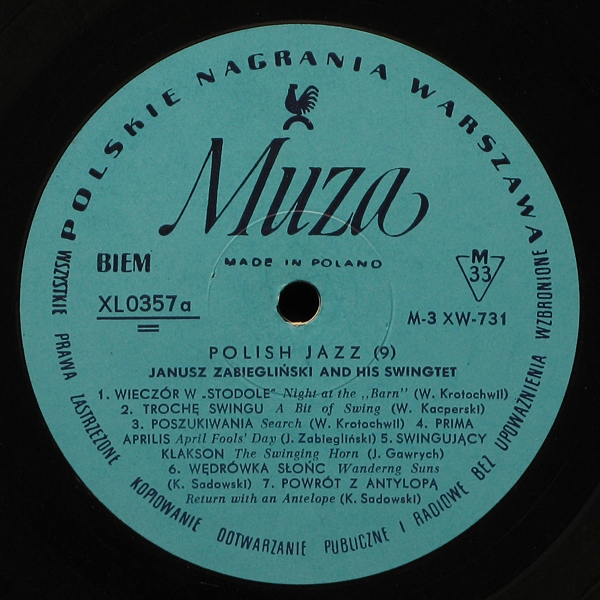 POLSKIE NAGRANIA WARSZAWA
Muza
BIEM
MADE IN POLAND
M
33
XL0357a
M-3 XW-731
POLISH JAZZ (9)
JANUSZ ZABIEGLIŃSKI AND HIS SWINGTET
1. WIECZÓR W „STODOLE" Night at the ,,Barn" (W. Krotochwil)
2. TROCHĘ SWINGU A Bit of Swing (W. Kacperski)
3. POSZUKIWANIA Search (W. Krotochwil) 4. PRIMA
APRILIS April Fools' Day (J. Zabiegliński) 5. SWINGUJĄCY
KLAKSON The Swinging Horn (J. Gawrych)
6. WĘDRÓWKA SŁOŃC Wanderng Suns
(K. Sadowski) 7. POWRÓT Z ANTYLOPĄ
Return with an Antelope (K. Sadowski)
WSZYSTKIE PRAWA ZASTRZEŻONE KOPIOWANIE ODTWARZANIE PUBLICZNE I RADIOWE BEZ UPOWAŻNIENIA WZBRONIONE